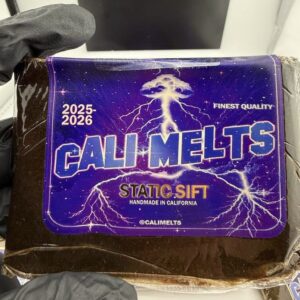 2025-
2026
FINEST QUALITY
CALI MELTS
STATIC SIFT
HANDMADE IN CALIFORNIA
@CALIMELTS